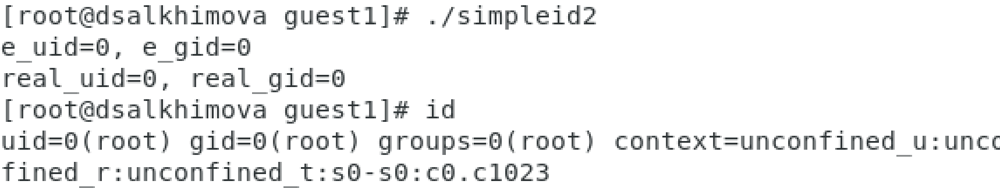 [root@dsalkhimova guest1]# ./simpleid2
e_uid=0, e_gid=0
real_uid=0, real_gid=0
[root@dsalkhimova guest1]# id
uid=0(root) gid=0(root) groups=0(root) context=unconfined_u:unco
fined_r:unconfined_t:s0-s0:c0.c1023